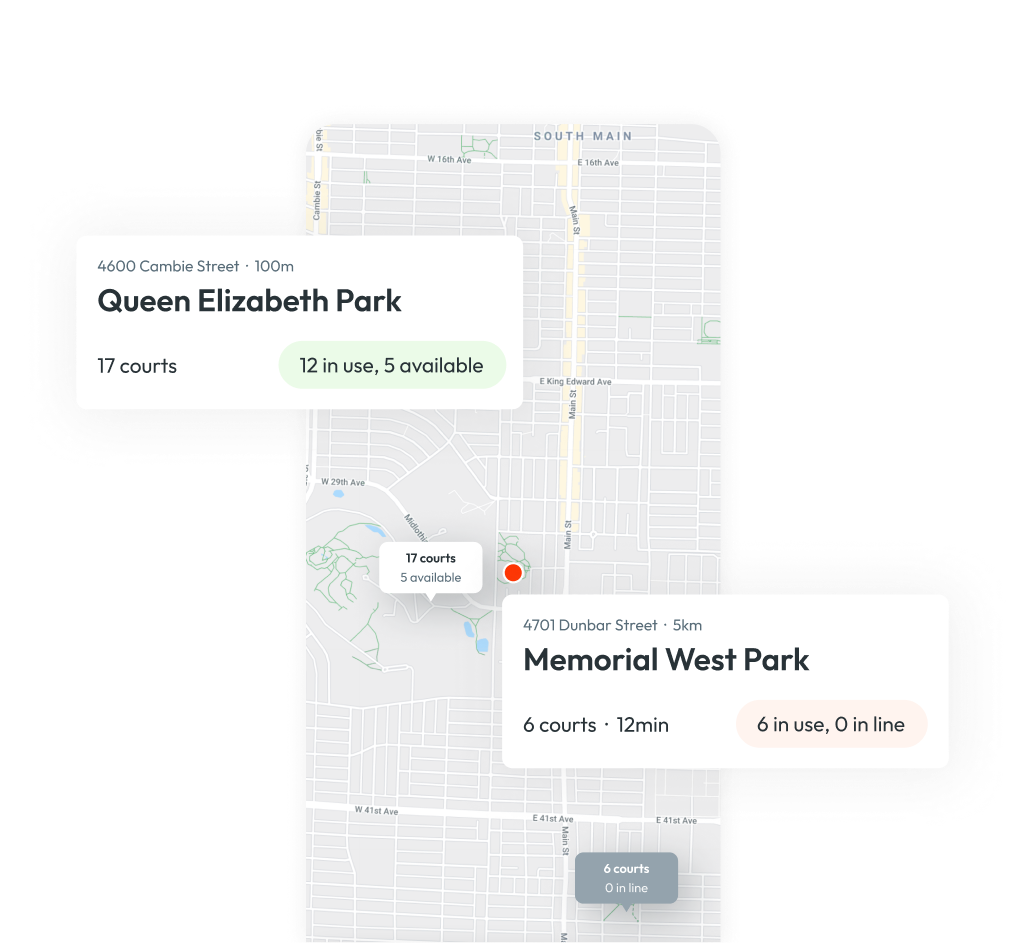 SOUTH MAIN
W 16th Ave
E 16th Ave
Cambie St
Main St
4600 Cambie Street · 100m
Queen Elizabeth Park
17 courts
12 in use, 5 available
E King Edward Ave
Main St
W 29th Ave
Main St
17 courts
5 available
4701 Dunbar Street · 5km
Memorial West Park
6 courts · 12min
6 in use, 0 in line
W 41st Ave
E 41st Ave
E 41st Ave
Main St
6 courts
0 in line